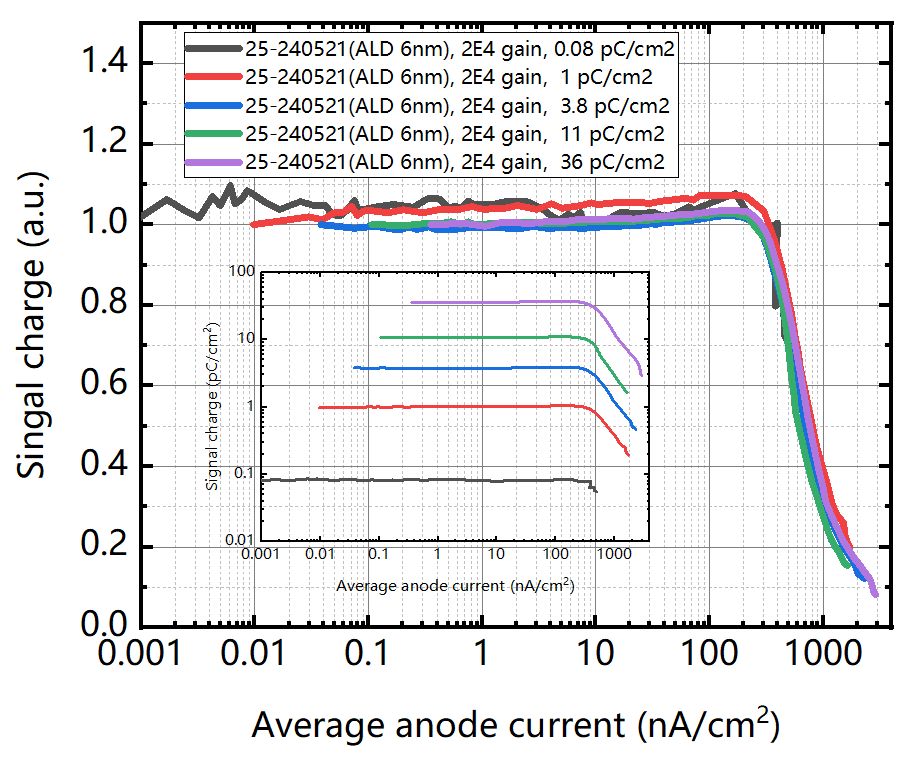 1.4
1.2
1.0
0.8
0.6
0.4
0.2
0.0
Singal charge (a.u.)
25-240521(ALD 6nm), 2E4 gain, 0.08 pC/cm2
25-240521(ALD 6nm), 2E4 gain,  1 pC/cm2
25-240521(ALD 6nm), 2E4 gain,  3.8 pC/cm2
25-240521(ALD 6nm), 2E4 gain,  11 pC/cm2
25-240521(ALD 6nm), 2E4 gain,  36 pC/cm2
100
10
1
0.1
0.01
Signal charge (pC/cm²)
0.001 0.01 0.1 1 10 100 1000
Average anode current (nA/cm²)
0.001 0.01 0.1 1 10 100 1000
Average anode current (nA/cm²)